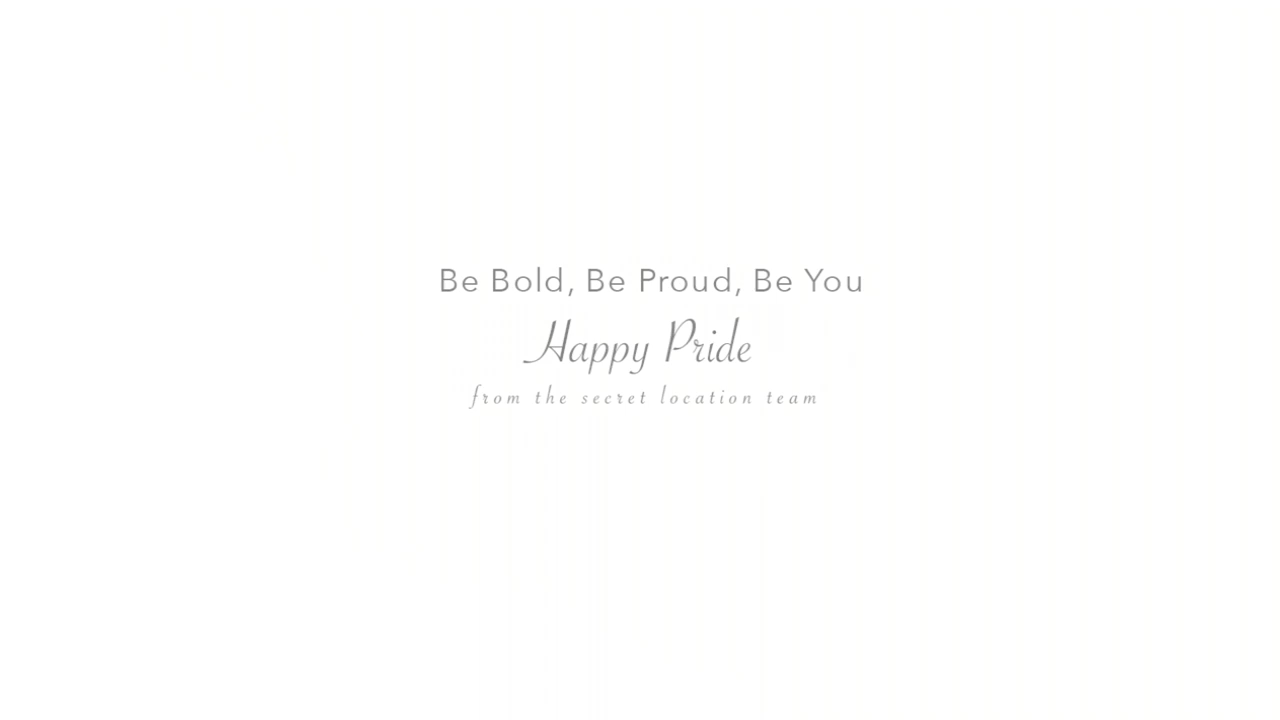 Be Bold, Be Proud, Be You
Happy Pride
from the secret location team